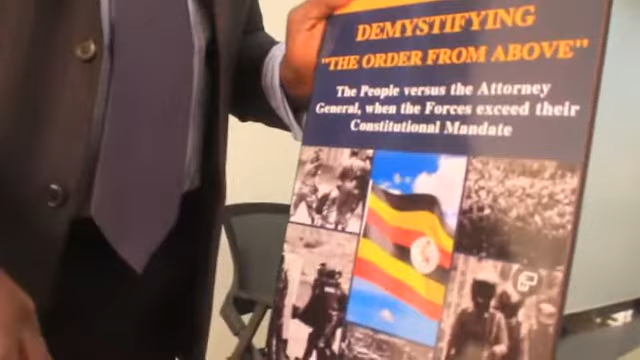 DEMYSTIFYING
"THE ORDER FROM ABOVE"
The People versus the Attorney
General, when the Forces exceed their
Constitutional Mandate